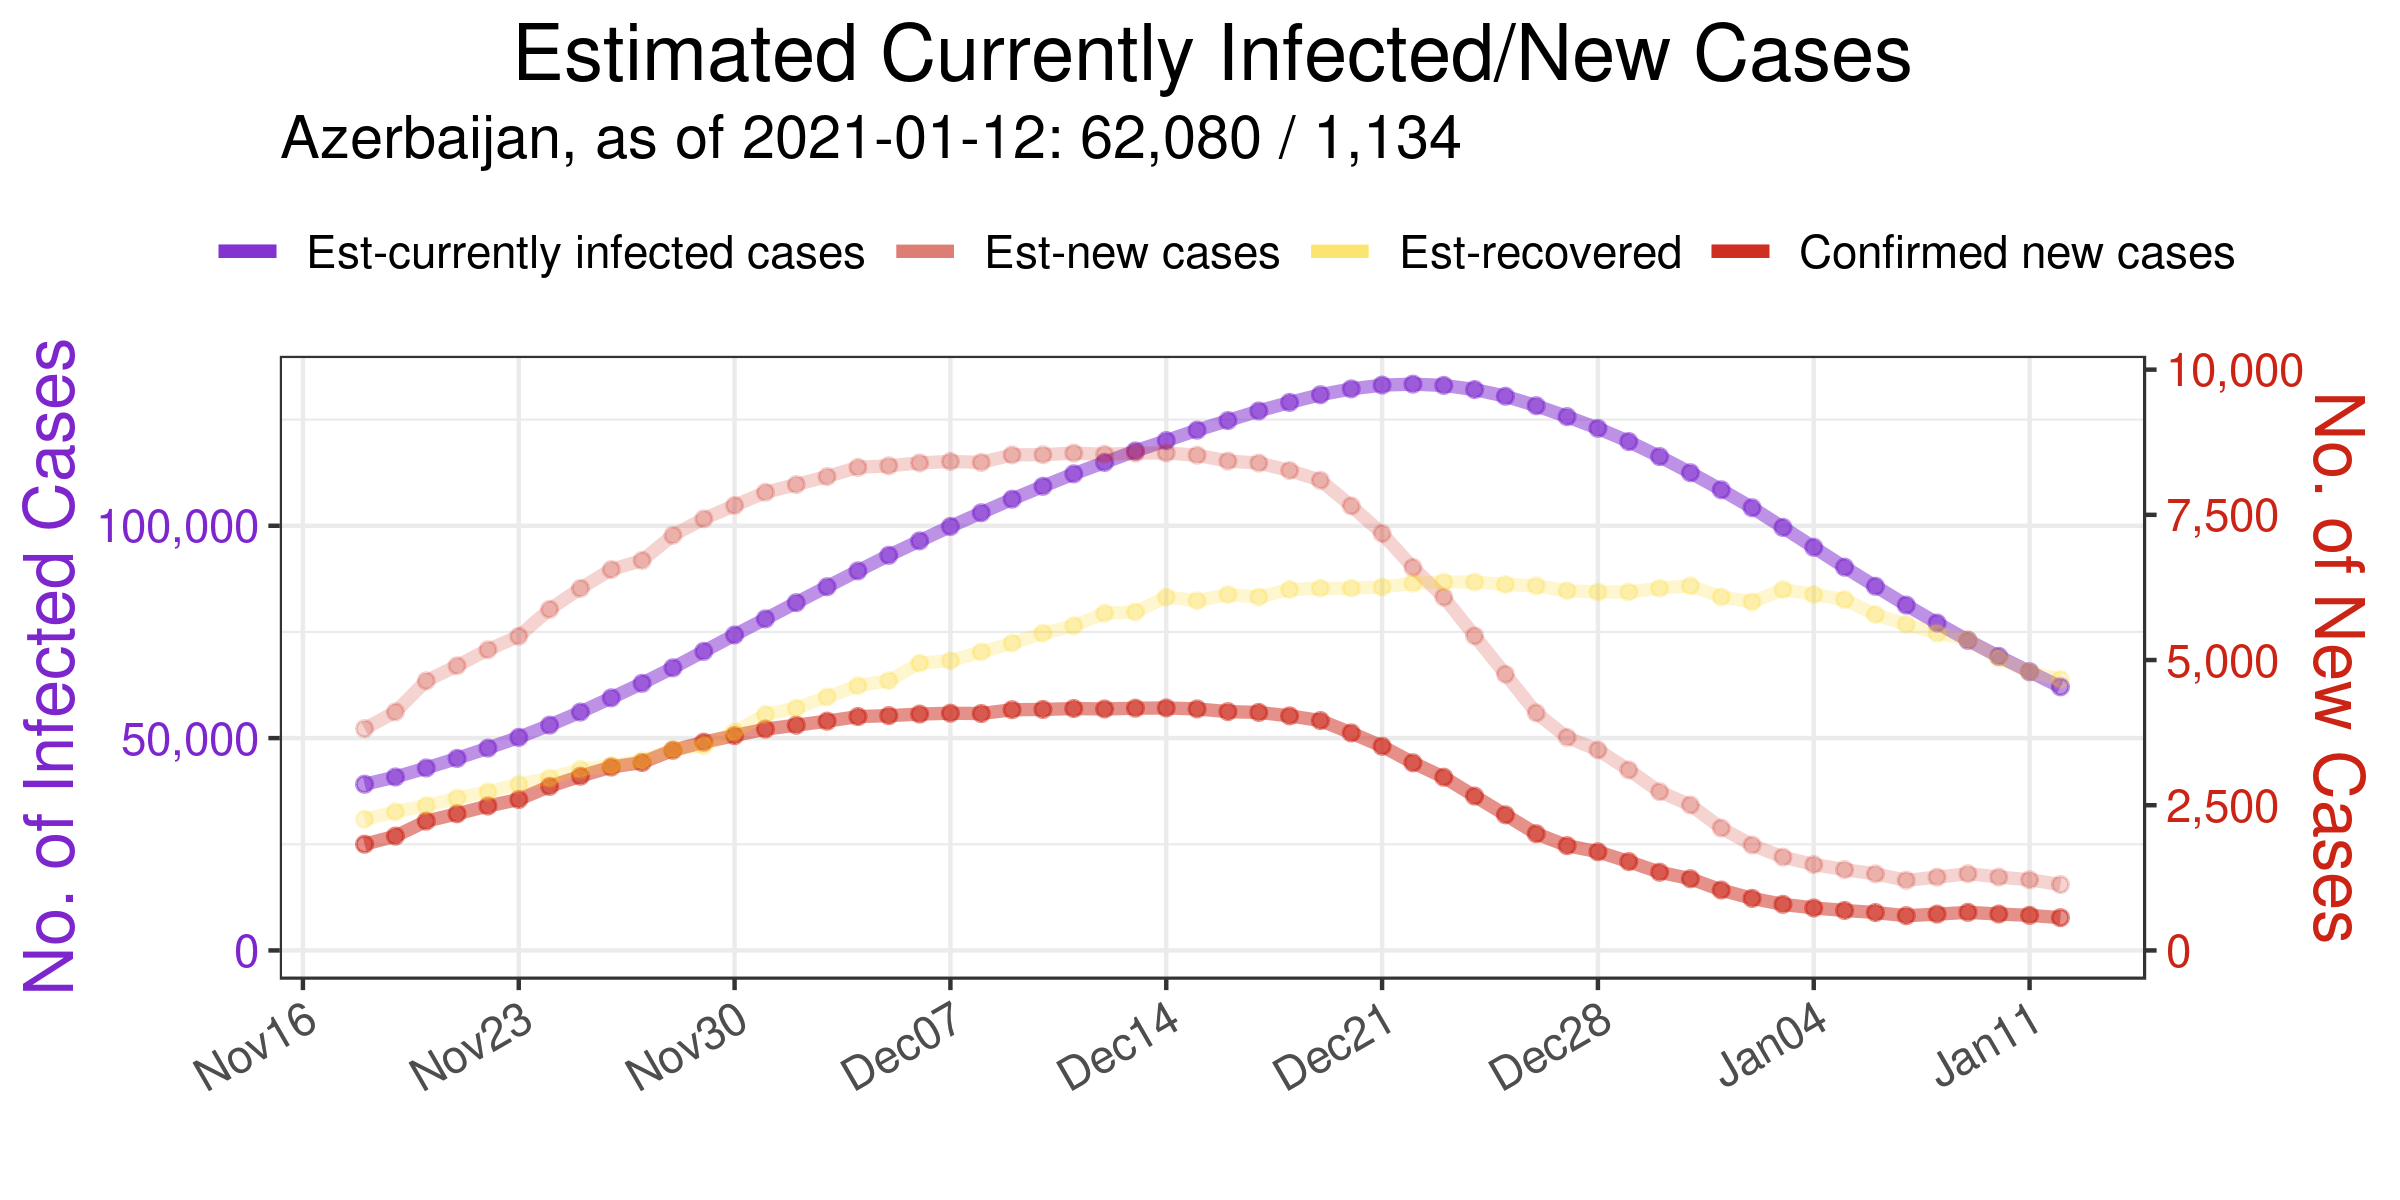 Estimated Currently Infected/New Cases
Azerbaijan, as of 2021-01-12: 62,080 / 1,134
Est-currently infected cases Est-new cases Est-recovered Confirmed new cases
No. of Infected Cases
100,000
50,000
0
10,000
7,500
5,000
2,500
0
No. of New Cases
Nov16 Nov23 Nov30 Dec07 Dec14 Dec21 Dec28 Jan04 Jan11